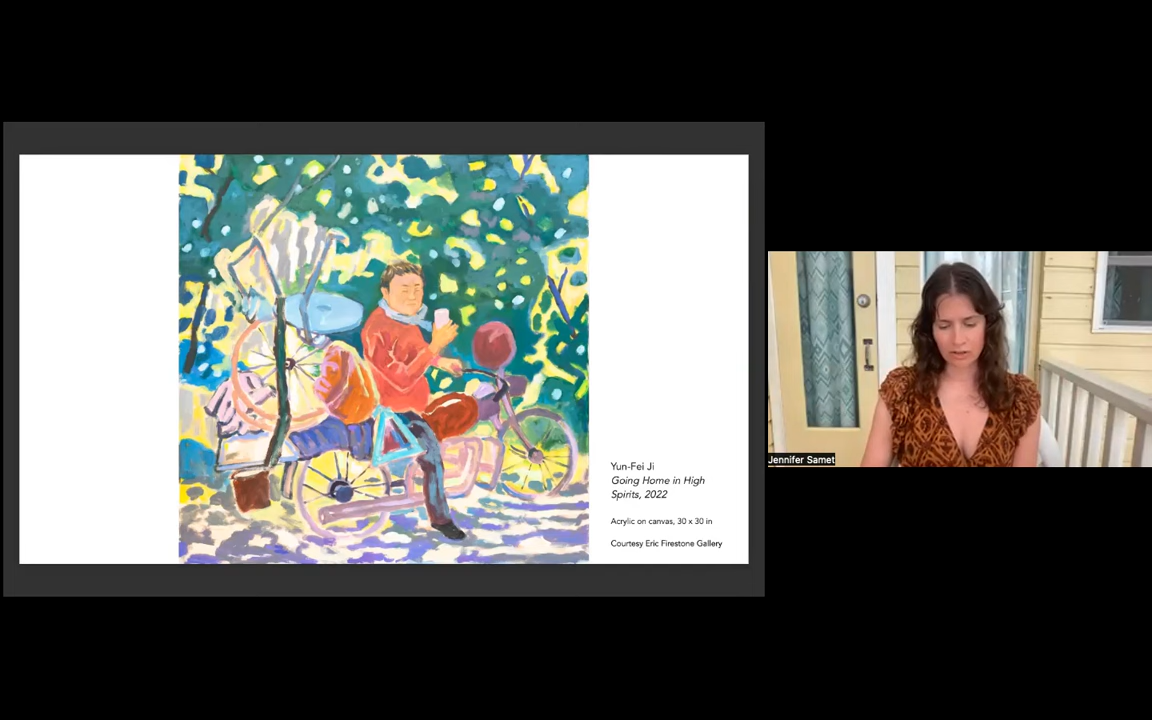 Yun-Fei Ji
Going Home in High
Spirits, 2022
Acrylic on canvas, 30 x 30 in
Courtesy Eric Firestone Gallery
Jennifer Samet